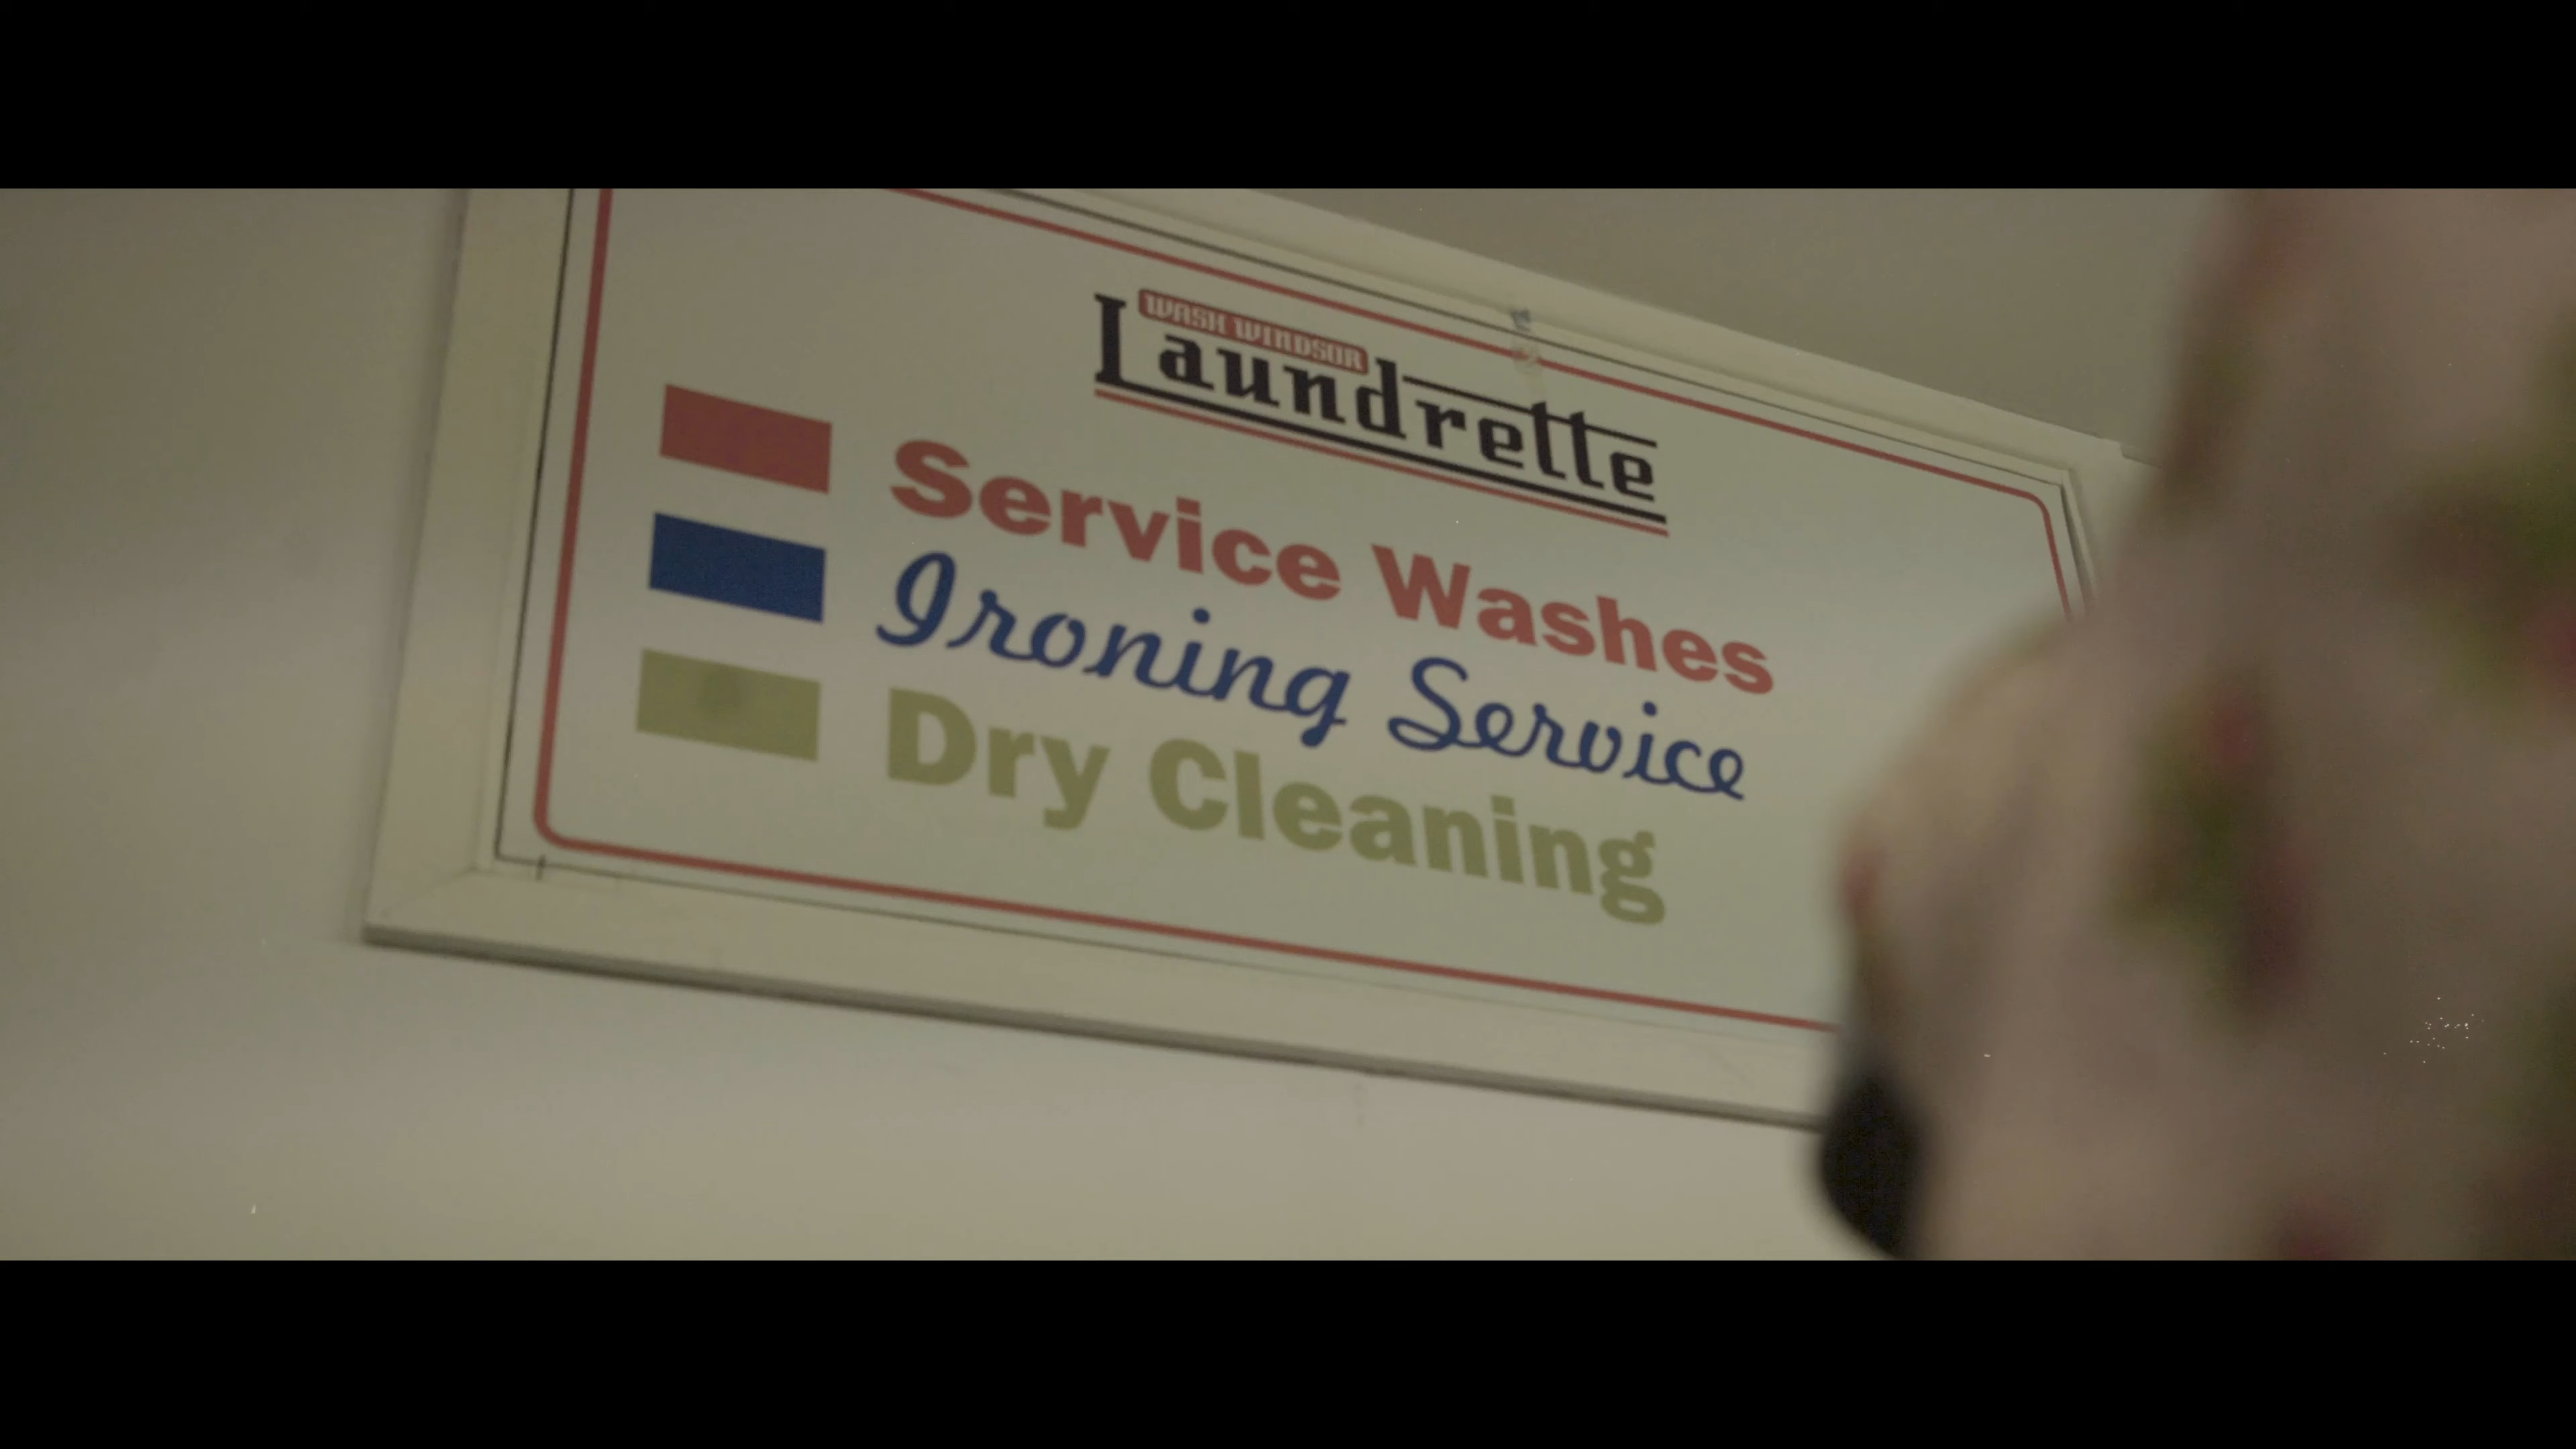 WASH WINDSOR
Laundrette
Service Washes
Ironing Service
Dry Cleaning